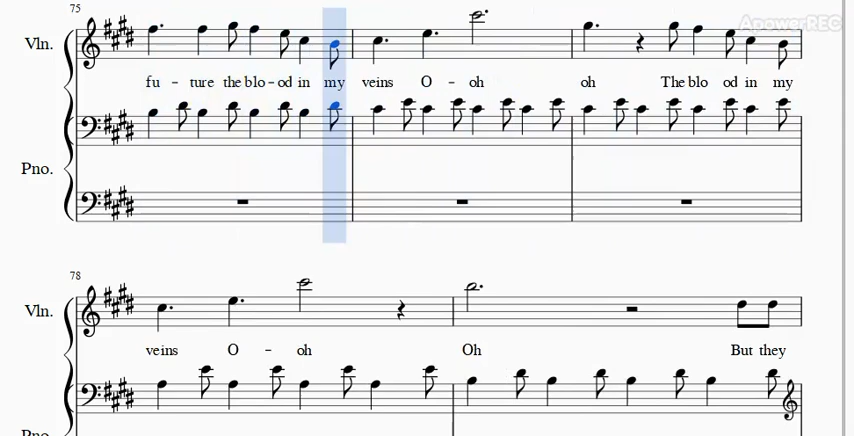 ApowerREC
75
Vln.
fu - ture the blo - od in my veins O - oh oh The blo od in my
Pno.
78
Vln.
veins O - oh Oh But they
Pno.